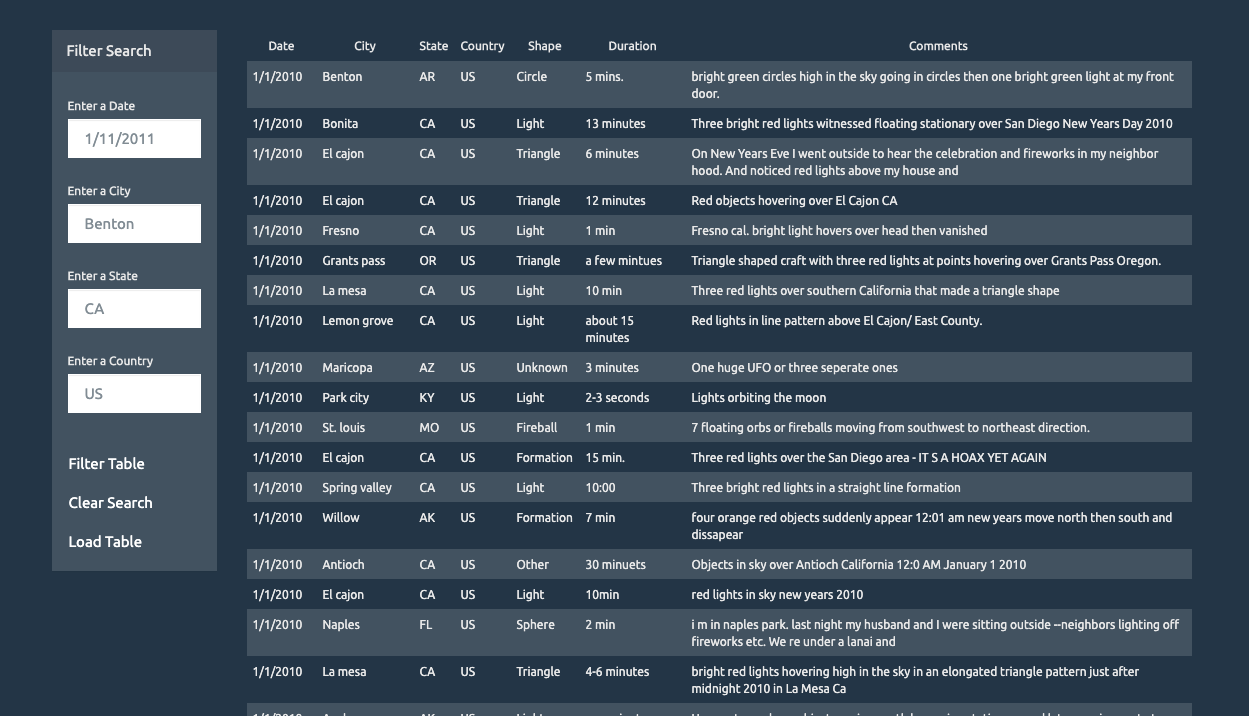 Filter Search
Enter a Date
1/11/2011
Enter a City
Benton
Enter a State
CA
Enter a Country
US
Filter Table
Clear Search
Load Table
Date City State Country Shape Duration Comments
1/1/2010 Benton AR US Circle 5 mins. bright green circles high in the sky going in circles then one bright green light at my front
door.
1/1/2010 Bonita CA US Light 13 minutes Three bright red lights witnessed floating stationary over San Diego New Years Day 2010
1/1/2010 El cajon CA US Triangle 6 minutes On New Years Eve I went outside to hear the celebration and fireworks in my neighbor
hood. And noticed red lights above my house and
1/1/2010 El cajon CA US Triangle 12 minutes Red objects hovering over El Cajon CA
1/1/2010 Fresno CA US Light 1 min Fresno cal. bright light hovers over head then vanished
1/1/2010 Grants pass OR US Triangle a few mintues Triangle shaped craft with three red lights at points hovering over Grants Pass Oregon.
1/1/2010 La mesa CA US Light 10 min Three red lights over southern California that made a triangle shape
1/1/2010 Lemon grove CA US Light about 15 Red lights in line pattern above El Cajon/ East County.
minutes
1/1/2010 Maricopa AZ US Unknown 3 minutes One huge UFO or three seperate ones
1/1/2010 Park city KY US Light 2-3 seconds Lights orbiting the moon
1/1/2010 St. louis MO US Fireball 1 min 7 floating orbs or fireballs moving from southwest to northeast direction.
1/1/2010 El cajon CA US Formation 15 min. Three red lights over the San Diego area - IT S A HOAX YET AGAIN
1/1/2010 Spring valley CA US Light 10:00 Three bright red lights in a straight line formation
1/1/2010 Willow AK US Formation 7 min four orange red objects suddenly appear 12:01 am new years move north then south and
dissapear
1/1/2010 Antioch CA US Other 30 minuets Objects in sky over Antioch California 12:0 AM January 1 2010
1/1/2010 El cajon CA US Light 10min red lights in sky new years 2010
1/1/2010 Naples FL US Sphere 2 min i m in naples park. last night my husband and I were sitting outside --neighbors lighting off
fireworks etc. We re under a lanai and
1/1/2010 La mesa CA US Triangle 4-6 minutes bright red lights hovering high in the sky in an elongated triangle pattern just after
midnight 2010 in La Mesa Ca